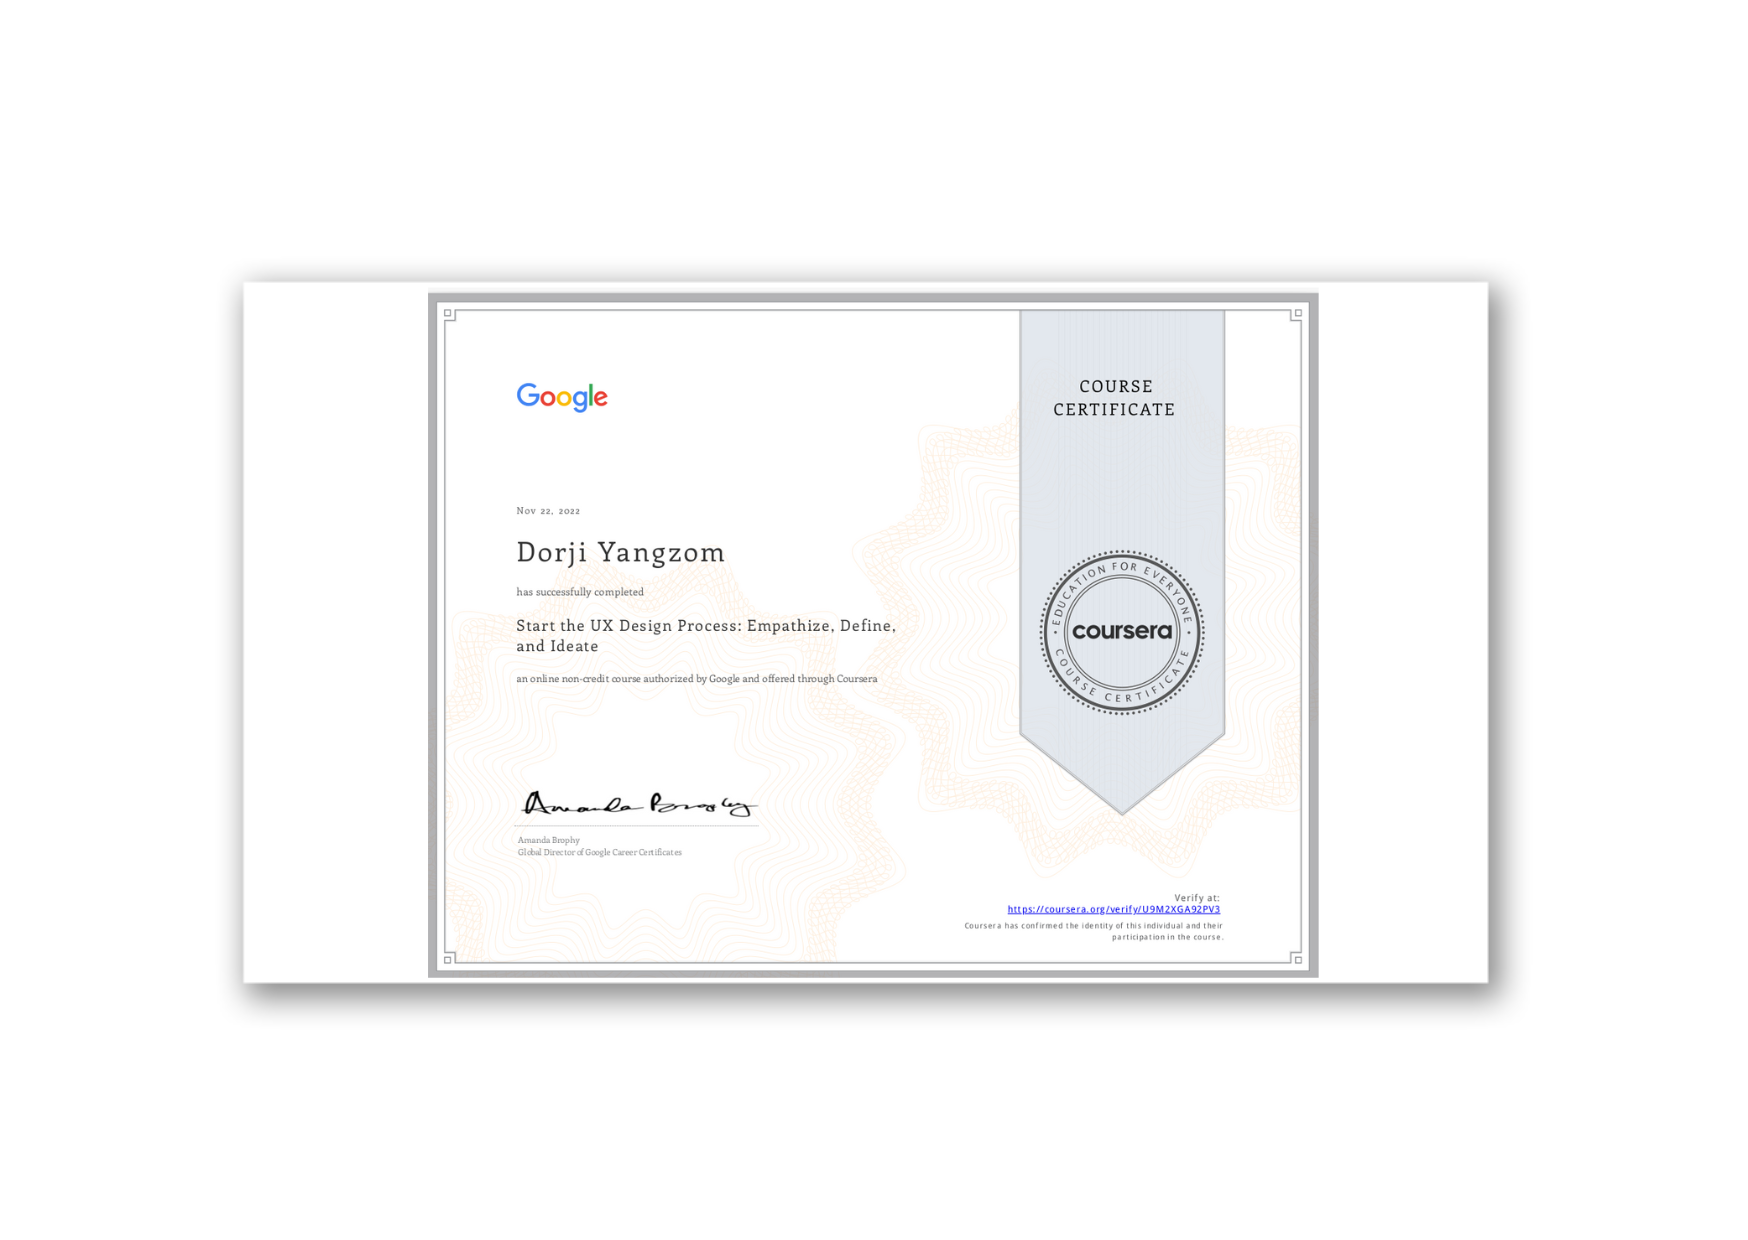 Google
COURSE
CERTIFICATE
Nov 22, 2022
Dorji Yangzom
has successfully completed
Start the UX Design Process: Empathize, Define,
and Ideate
an online non-credit course authorized by Google and offered through Coursera
EDUCATION FOR EVERYONE
coursera
COURSE CERTIFICATE
Amanda Brophy
Amanda Brophy
Global Director of Google Career Certificates
Verify at:
https://coursera.org/verify/U9M2XGA92PV3
Coursera has confirmed the identity of this individual and their
participation in the course.